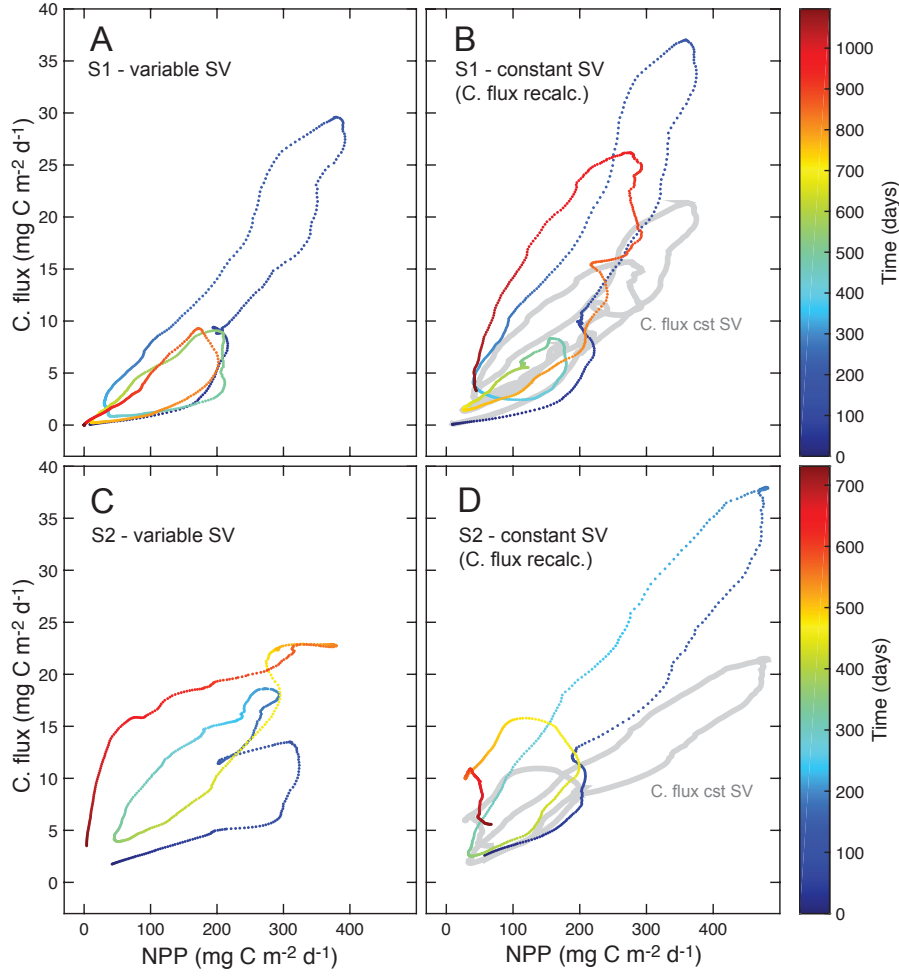 A
S1 - variable SV
40
35
30
25
20
15
10
5
0
C. flux (mg C m-2 d-1)
B
S1 - constant SV
(C. flux recalc.)
C. flux cst SV
1000
900
800
700
600
500
400
300
200
100
0
Time (days)
C
S2 - variable SV
40
35
30
25
20
15
10
5
0
C. flux (mg C m-2 d-1)
0 100 200 300 400
NPP (mg C m-2 d-1)
D
S2 - constant SV
(C. flux recalc.)
C. flux cst SV
0 100 200 300 400
NPP (mg C m-2 d-1)
700
600
500
400
300
200
100
0
Time (days)